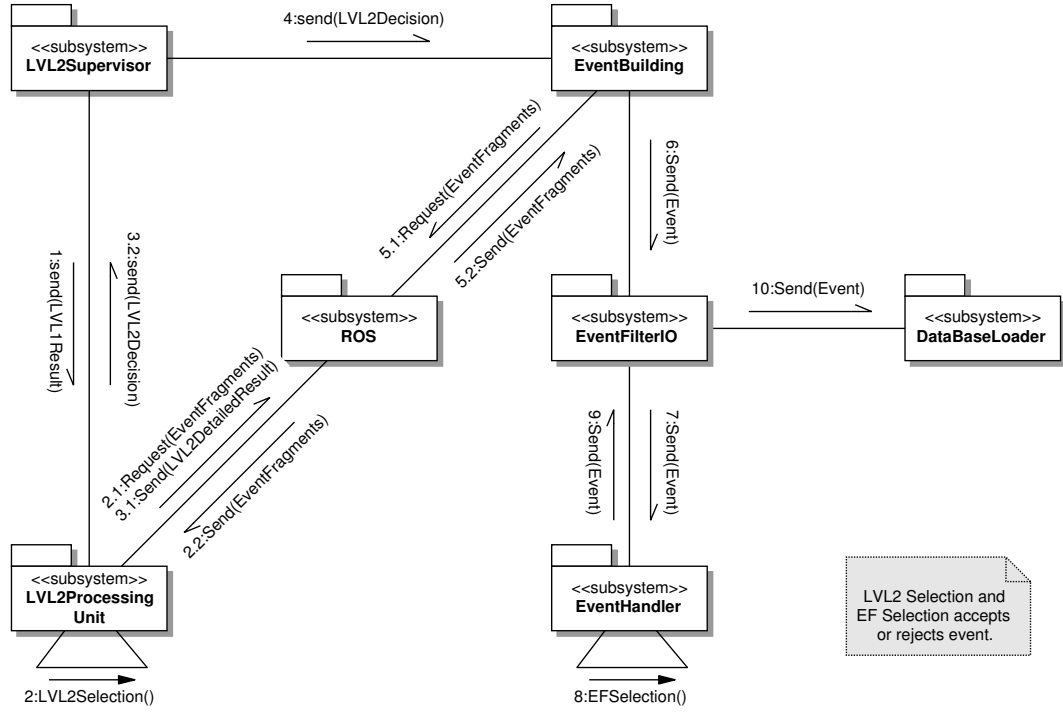 4:send(LVL2Decision)
<<subsystem>>
LVL2Supervisor
<<subsystem>>
EventBuilding
1:send(LVL1Result)
3.2:send(LVL2Decision)
5.1:Request(EventFragments)
5.2:Send(EventFragments)
6:Send(Event)
<<subsystem>>
ROS
<<subsystem>>
EventFilterIO
10:Send(Event)
<<subsystem>>
DataBaseLoader
2.1:Request(EventFragments)
3.1:Send(LVL2DetailedResult)
2.2:Send(EventFragments)
9:Send(Event)
7:Send(Event)
<<subsystem>>
LVL2Processing
Unit
2:LVL2Selection()
<<subsystem>>
EventHandler
8:EFSelection()
LVL2 Selection and
EF Selection accepts
or rejects event.